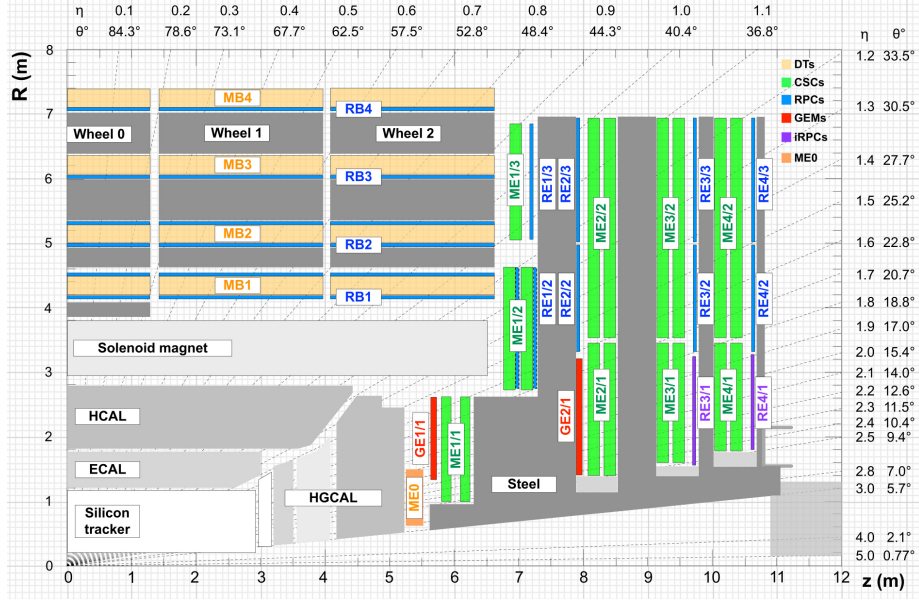 η 0.1 0.2 0.3 0.4 0.5 0.6 0.7 0.8 0.9 1.0 1.1
θ° 84.3° 78.6° 73.1° 67.7° 62.5° 57.5° 52.8° 48.4° 44.3° 40.4° 36.8° η θ°
R (m)
8
7
6
5
4
3
2
1
0
1.2 33.5°
1.3 30.5°
1.4 27.7°
1.5 25.2°
1.6 22.8°
1.7 20.7°
1.8 18.8°
1.9 17.0°
2.0 15.4°
2.1 14.0°
2.2 12.6°
2.3 11.5°
2.4 10.4°
2.5 9.4°
2.8 7.0°
3.0 5.7°
4.0 2.1°
5.0 0.77°
DTs
CSCs
RPCs
GEMs
iRPCs
ME0
MB4
RB4
Wheel 0 Wheel 1 Wheel 2
MB3
RB3
MB2
RB2
MB1
RB1
Solenoid magnet
HCAL
ECAL
HGCAL
Silicon
tracker
Steel
ME1/3
RE1/3
RE2/3
ME2/2
ME3/2
RE3/3
ME4/2
RE4/3
ME1/2
RE1/2
RE2/2
RE3/2
RE4/2
GE1/1
ME1/1
ME0
GE2/1
ME2/1
ME3/1
RE3/1
ME4/1
RE4/1
0 1 2 3 4 5 6 7 8 9 10 11 12
z (m)